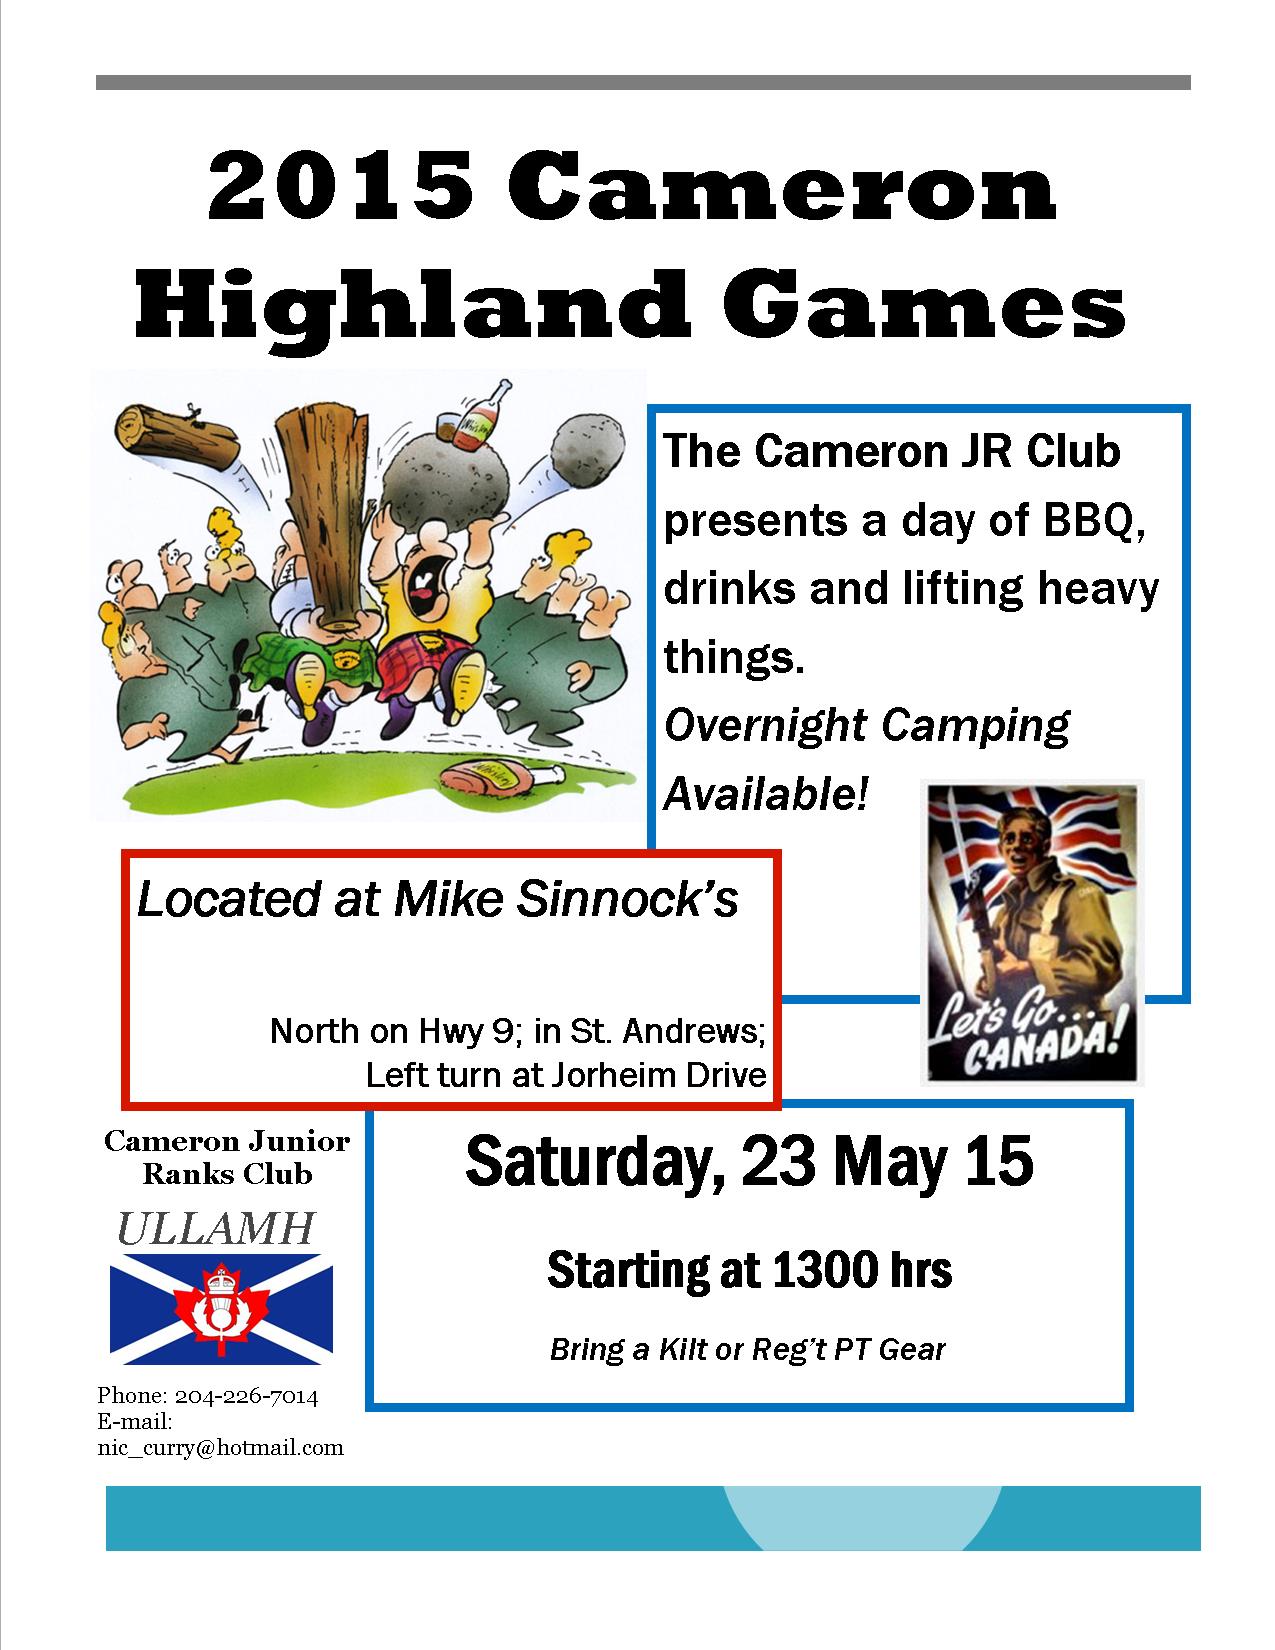 2015 Cameron
Highland Games
Whiskey
The Cameron JR Club
presents a day of BBQ,
drinks and lifting heavy
things.
Overnight Camping
Available!
Whiskey
Located at Mike Sinnock's
North on Hwy 9; in St. Andrews;
Left turn at Jorheim Drive
Let's Go...
CANADA!
Cameron Junior
Ranks Club
ULLAMH
Phone: 204-226-7014
E-mail:
nic_curry@hotmail.com
Saturday, 23 May 15
Starting at 1300 hrs
Bring a Kilt or Reg't PT Gear